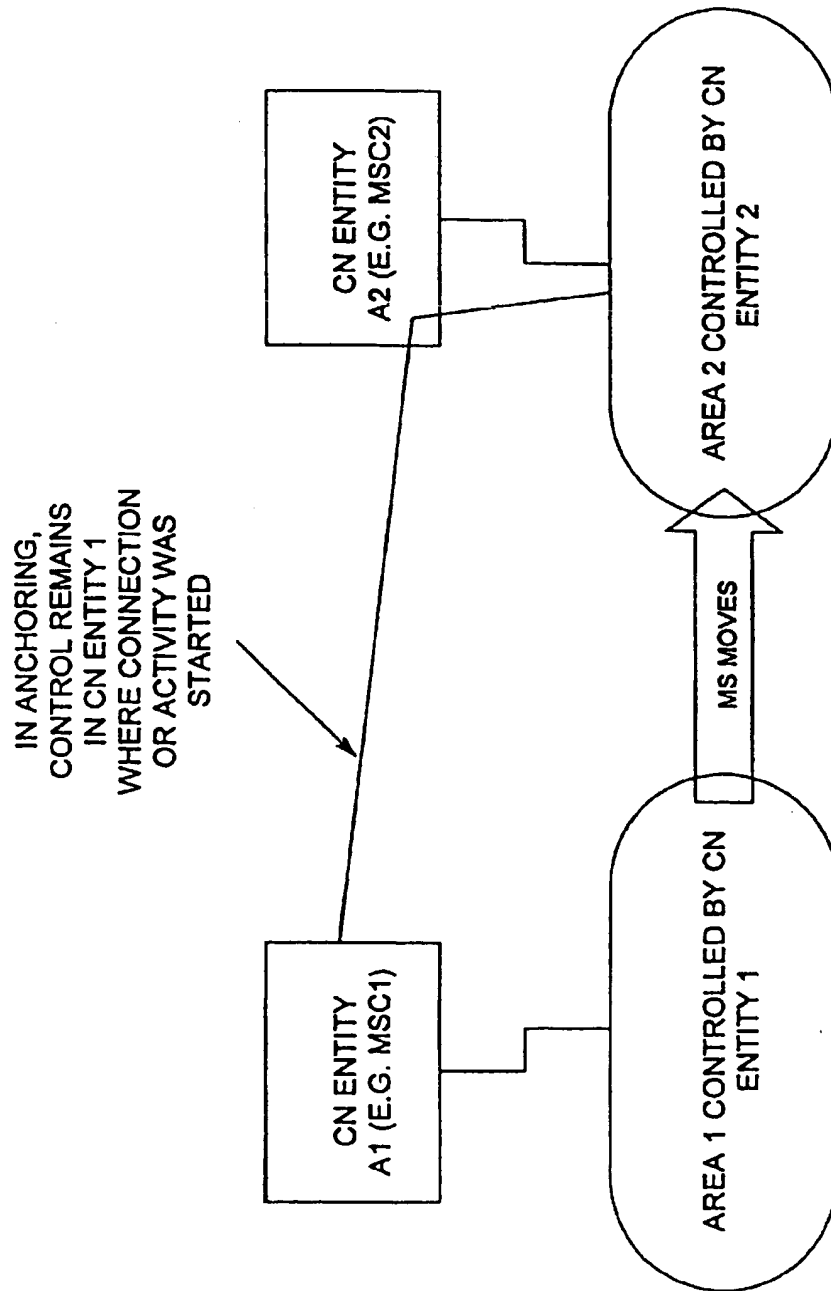 IN ANCHORING,
CONTROL REMAINS
IN CN ENTITY 1
WHERE CONNECTION
OR ACTIVITY WAS
STARTED
CN ENTITY
A1 (E.G. MSC1)
CN ENTITY
A2 (E.G. MSC2)
AREA 1 CONTROLLED BY CN
ENTITY 1
MS MOVES
AREA 2 CONTROLLED BY CN
ENTITY 2